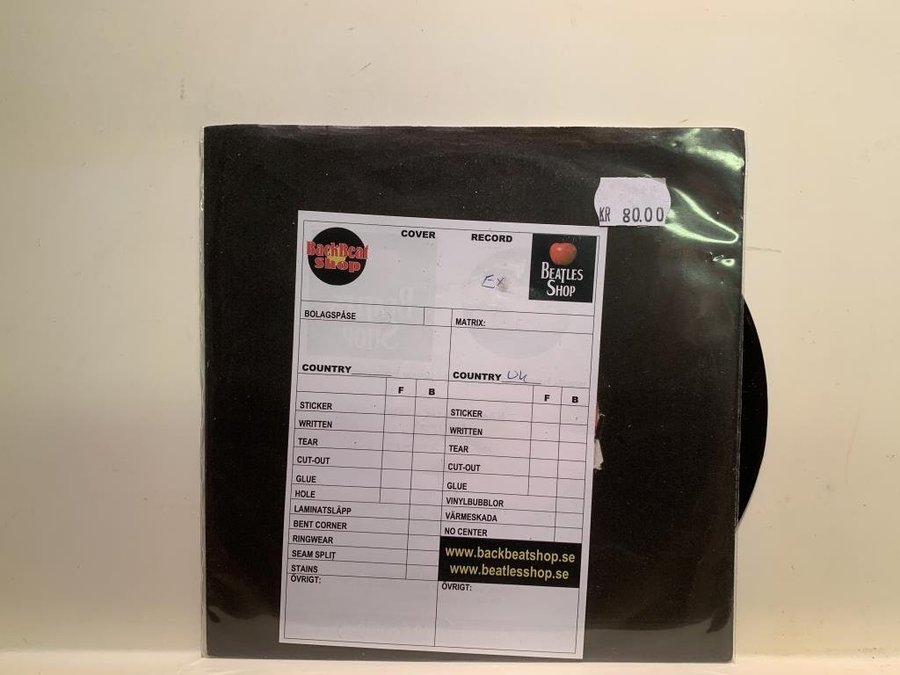 KR 80.00
COVER
RECORD
BackBeat
Shop
BEATLES
SHOP
EX
BOLAGSPÅSE
MATRIX:
COUNTRY
COUNTRY UK
F B
F B
STICKER
WRITTEN
TEAR
CUT-OUT
GLUE
HOLE
LAMINATSLÄPP
BENT CORNER
RINGWEAR
SEAM SPLIT
STAINS
ÖVRIGT:
STICKER
WRITTEN
TEAR
CUT-OUT
GLUE
VINYLBUBBLOR
VÄRMESKADA
NO CENTER
www.backbeatshop.se
www.beatlesshop.se
ÖVRIGT: